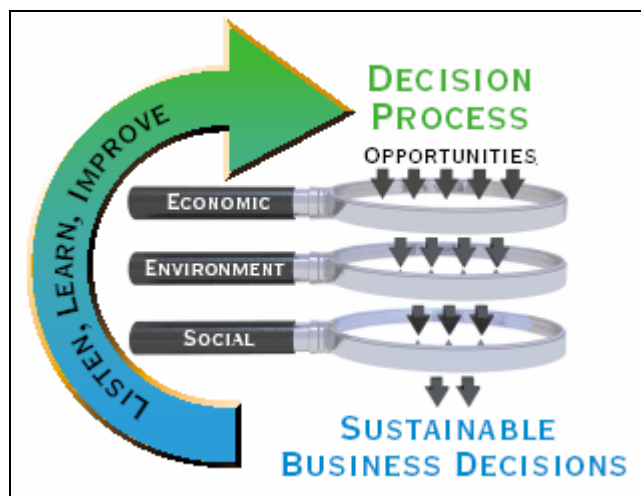 DECISION
PROCESS
OPPORTUNITIES
ECONOMIC
ENVIRONMENT
SOCIAL
LISTEN, LEARN, IMPROVE
SUSTAINABLE
BUSINESS DECISIONS